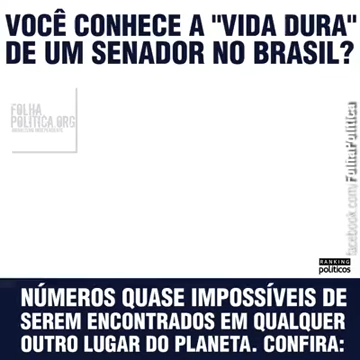 VOCÊ CONHECE A "VIDA DURA"
DE UM SENADOR NO BRASIL?
FOLHA
POLÍTICA.ORG
facebook.com/FolhaPolitica
RANKING
políticos
NÚMEROS QUASE IMPOSSÍVEIS DE
SEREM ENCONTRADOS EM QUALQUER
OUTRO LUGAR DO PLANETA. CONFIRA: